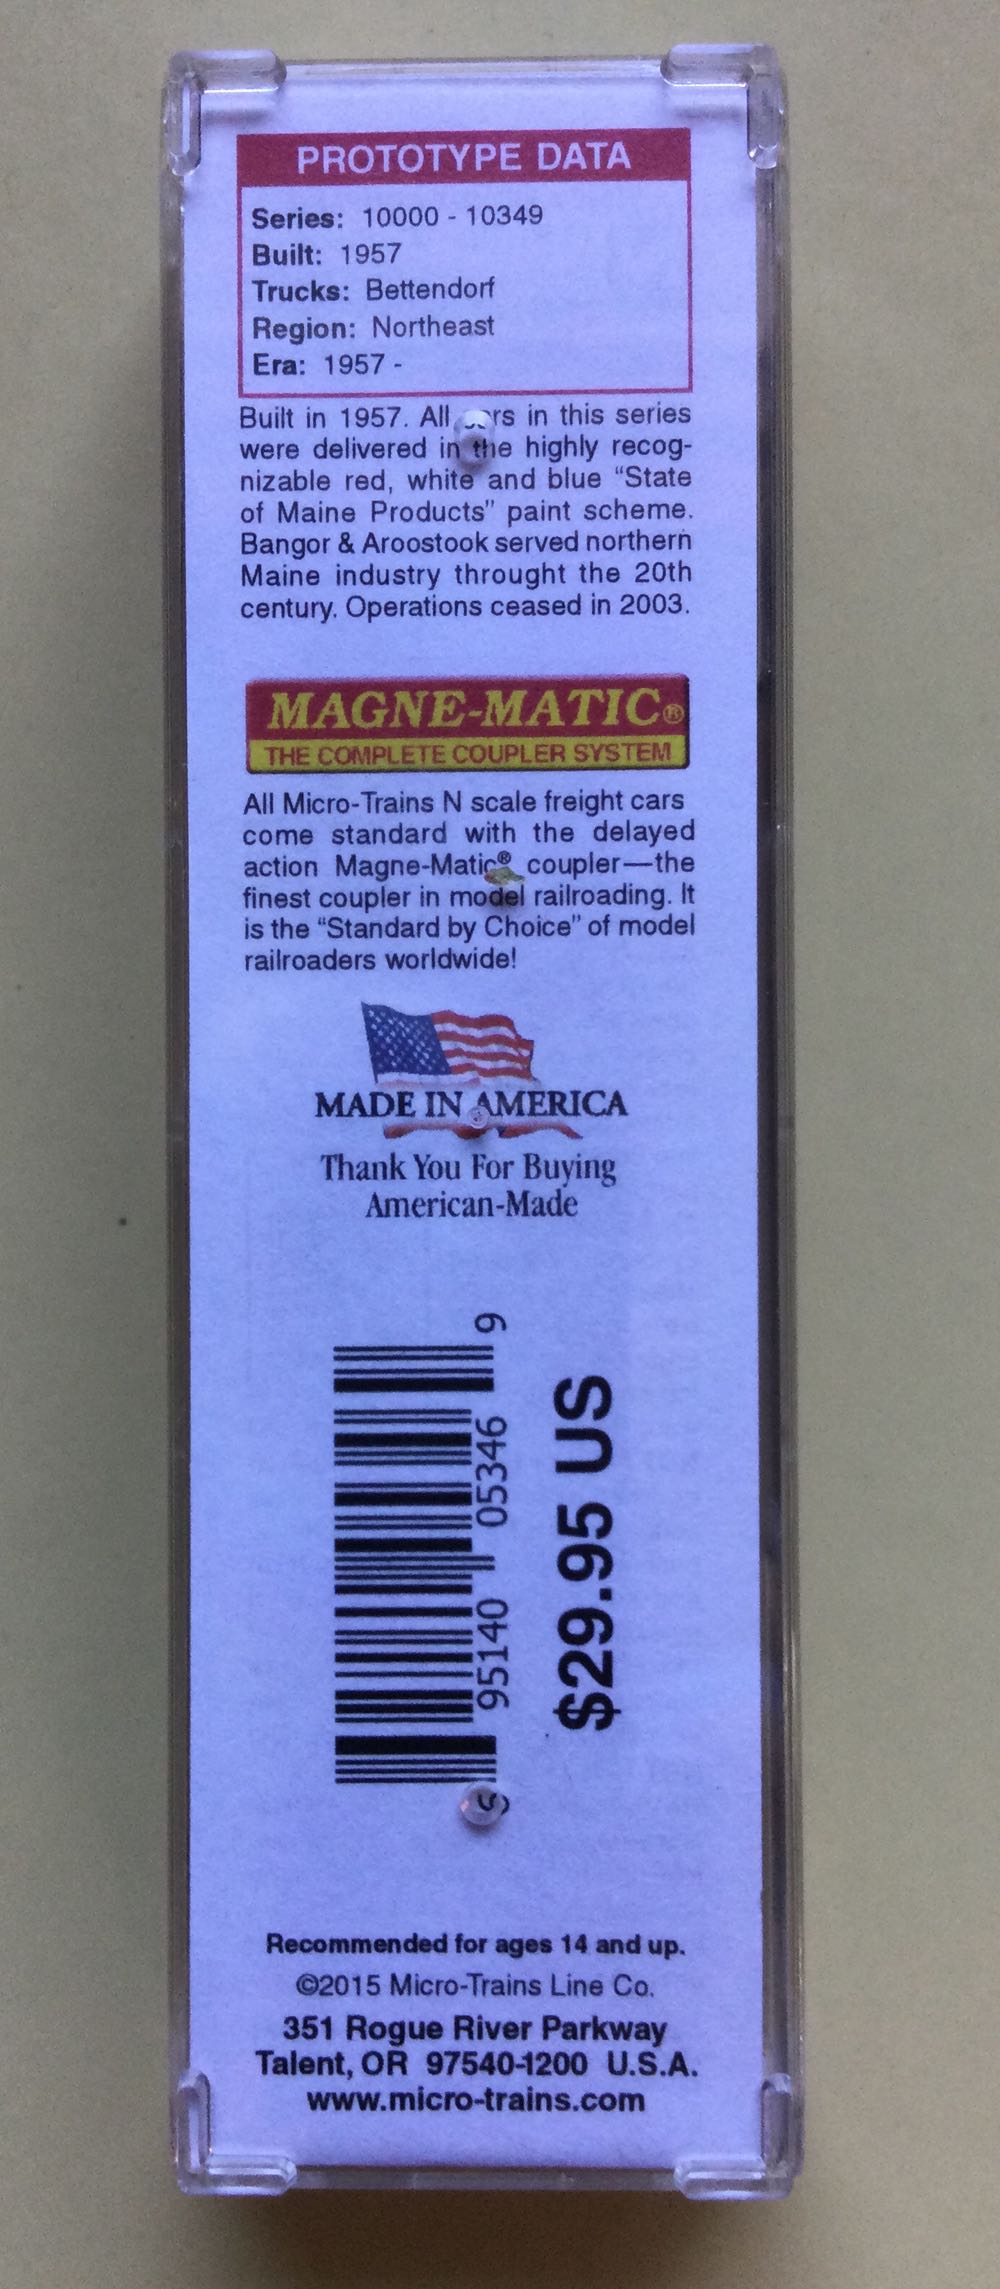 PROTOTYPE DATA
Series: 10000 - 10349
Built: 1957
Trucks: Bettendorf
Region: Northeast
Era: 1957 -
Built in 1957. All cars in this series
were delivered in the highly recog-
nizable red, white and blue “State
of Maine Products” paint scheme.
Bangor & Aroostook served northern
Maine industry throught the 20th
century. Operations ceased in 2003.
MAGNE-MATIC®
THE COMPLETE COUPLER SYSTEM
All Micro-Trains N scale freight cars
come standard with the delayed
action Magne-Matic® coupler—the
finest coupler in model railroading. It
is the “Standard by Choice” of model
railroaders worldwide!
MADE IN AMERICA
Thank You For Buying
American-Made
95140 05346 9
$29.95 US
Recommended for ages 14 and up.
©2015 Micro-Trains Line Co.
351 Rogue River Parkway
Talent, OR 97540-1200 U.S.A.
www.micro-trains.com